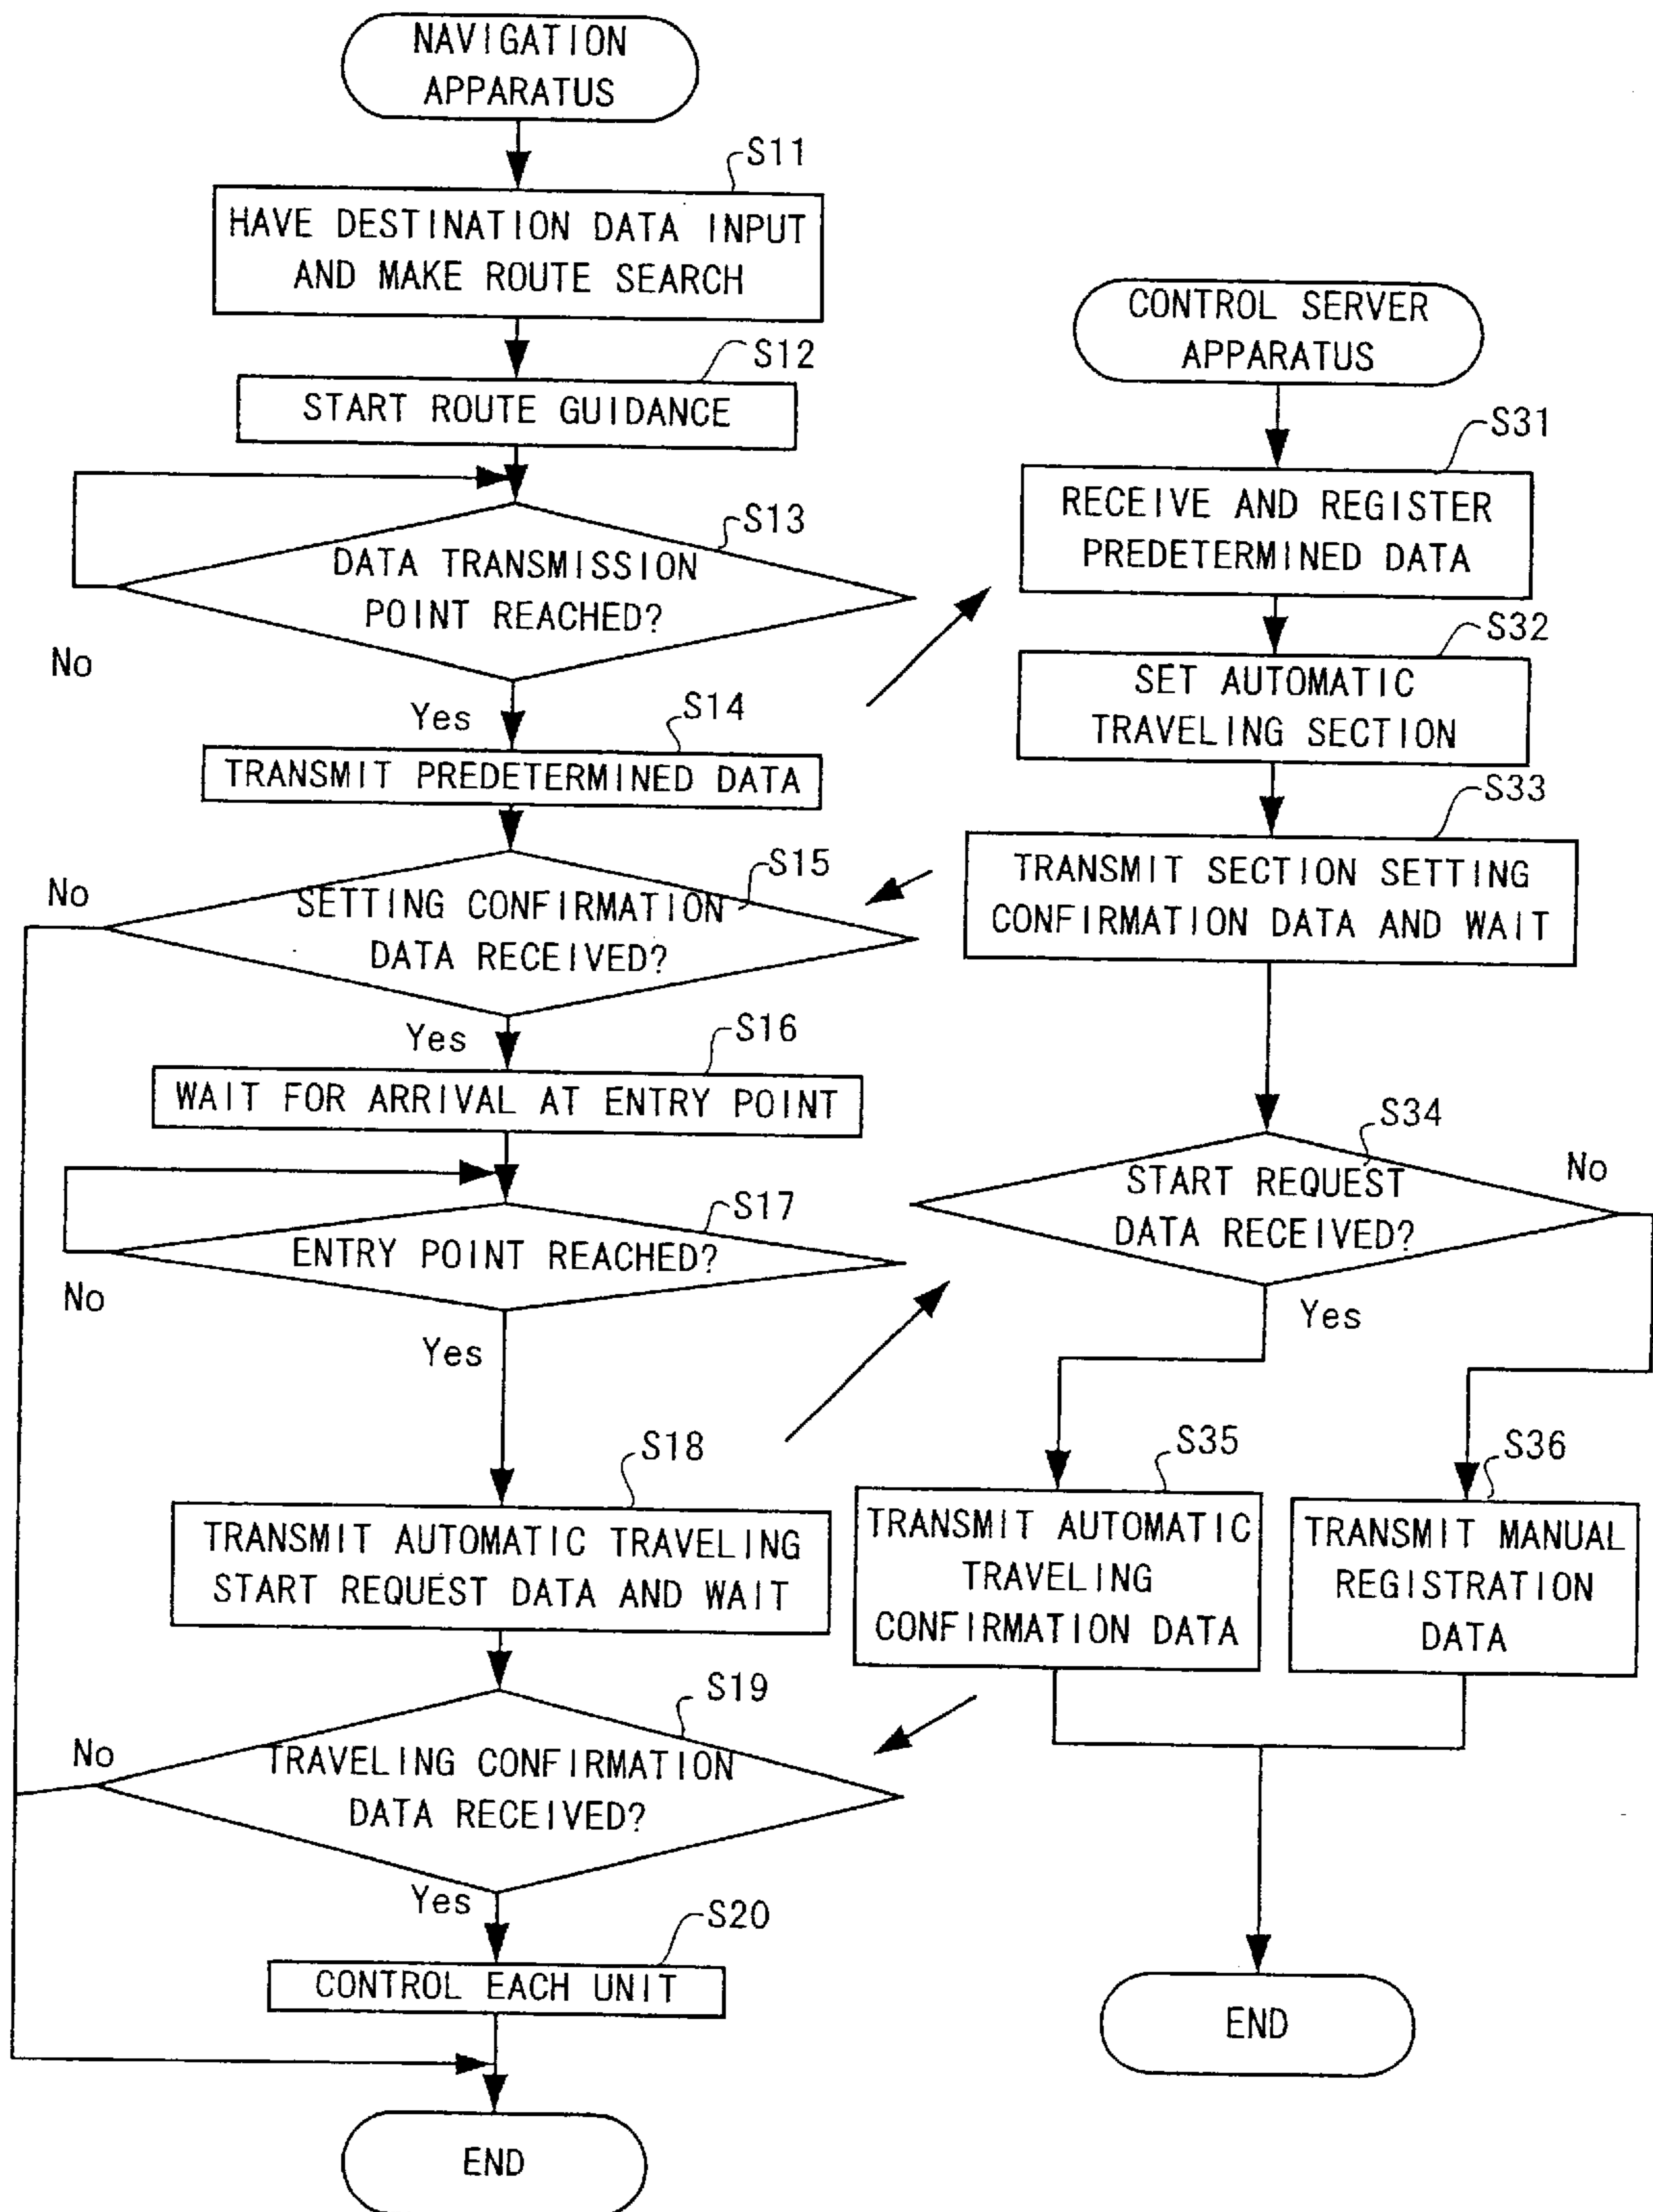 NAVIGATION
APPARATUS
S11
HAVE DESTINATION DATA INPUT
AND MAKE ROUTE SEARCH
S12
START ROUTE GUIDANCE
S13
DATA TRANSMISSION
POINT REACHED?
No
Yes
S14
TRANSMIT PREDETERMINED DATA
S15
No
SETTING CONFIRMATION
DATA RECEIVED?
Yes
S16
WAIT FOR ARRIVAL AT ENTRY POINT
S17
ENTRY POINT REACHED?
No
Yes
S18
TRANSMIT AUTOMATIC TRAVELING
START REQUEST DATA AND WAIT
S19
No
TRAVELING CONFIRMATION
DATA RECEIVED?
Yes
S20
CONTROL EACH UNIT
END
CONTROL SERVER
APPARATUS
S31
RECEIVE AND REGISTER
PREDETERMINED DATA
S32
SET AUTOMATIC
TRAVELING SECTION
S33
TRANSMIT SECTION SETTING
CONFIRMATION DATA AND WAIT
S34
No
START REQUEST
DATA RECEIVED?
Yes
S35
TRANSMIT AUTOMATIC
TRAVELING
CONFIRMATION DATA
S36
TRANSMIT MANUAL
REGISTRATION
DATA
END